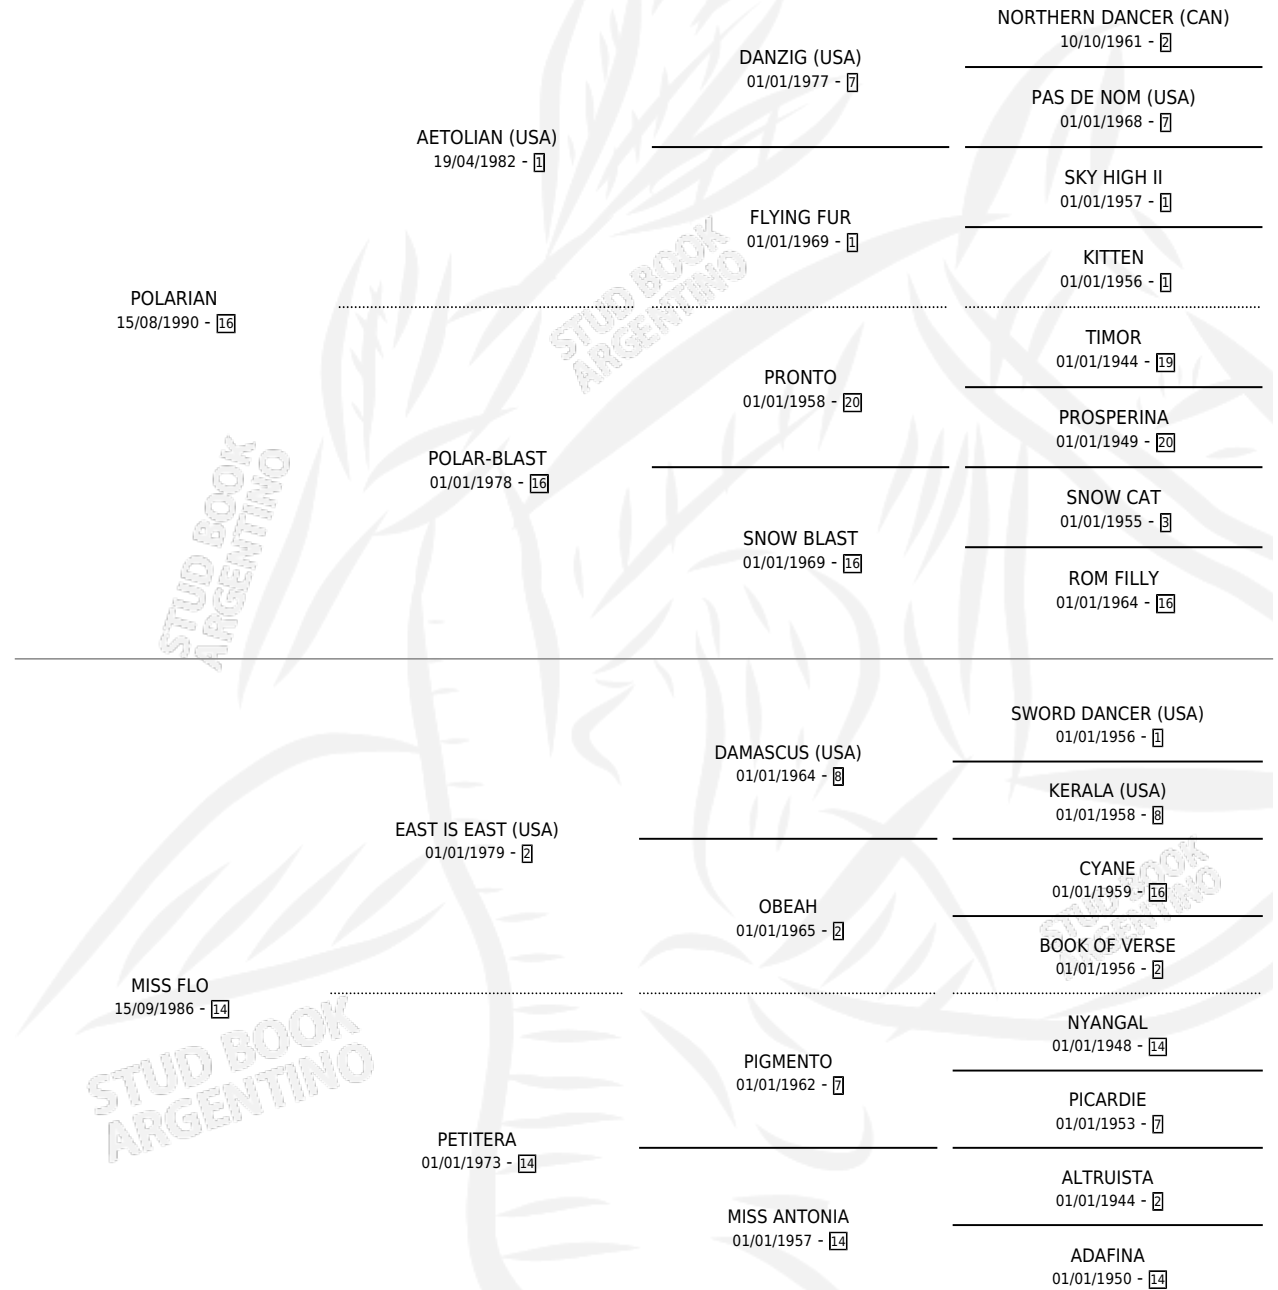 NORTHERN DANCER (CAN)
10/10/1961 - 2
DANZIG (USA)
01/01/1977 - 7
PAS DE NOM (USA)
01/01/1968 - 7
AETOLIAN (USA)
19/04/1982 - 1
SKY HIGH II
01/01/1957 - 1
FLYING FUR
01/01/1969 - 1
KITTEN
01/01/1956 - 1
STUD BOOK
ARGENTINO
POLARIAN
15/08/1990 - 16
TIMOR
01/01/1944 - 19
PRONTO
01/01/1958 - 20
PROSPERINA
01/01/1949 - 20
POLAR-BLAST
01/01/1978 - 16
SNOW CAT
01/01/1955 - 3
SNOW BLAST
01/01/1969 - 16
ROM FILLY
01/01/1964 - 16
STUD BOOK
ARGENTINO
SWORD DANCER (USA)
01/01/1956 - 1
DAMASCUS (USA)
01/01/1964 - 8
KERALA (USA)
01/01/1958 - 8
EAST IS EAST (USA)
01/01/1979 - 2
CYANE
01/01/1959 - 16
OBEAH
01/01/1965 - 2
STUD BOOK
ARGENTINO
BOOK OF VERSE
01/01/1956 - 2
MISS FLO
15/09/1986 - 14
STUD BOOK
ARGENTINO
NYANGAL
01/01/1948 - 14
PIGMENTO
01/01/1962 - 7
PICARDIE
01/01/1953 - 7
PETITERA
01/01/1973 - 14
ALTRUISTA
01/01/1944 - 2
MISS ANTONIA
01/01/1957 - 14
ADAFINA
01/01/1950 - 14